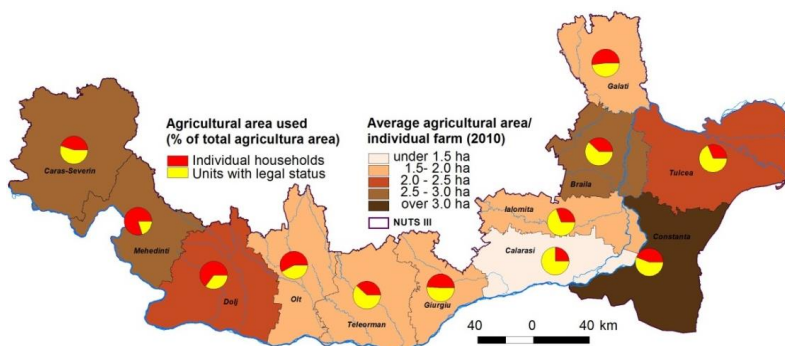 Galati
Agricultural area used
(% of total agricultura area)
Individual households
Units with legal status
Average agricultural area/
individual farm (2010)
under 1.5 ha
1.5- 2.0 ha
2.0 - 2.5 ha
2.5 - 3.0 ha
over 3.0 ha
NUTS III
Caras-Severin
Braila
Tulcea
Ialomita
Mehedinti
Constanta
Calarasi
Dolj
Olt
Giurgiu
Teleorman
40 0 40 km